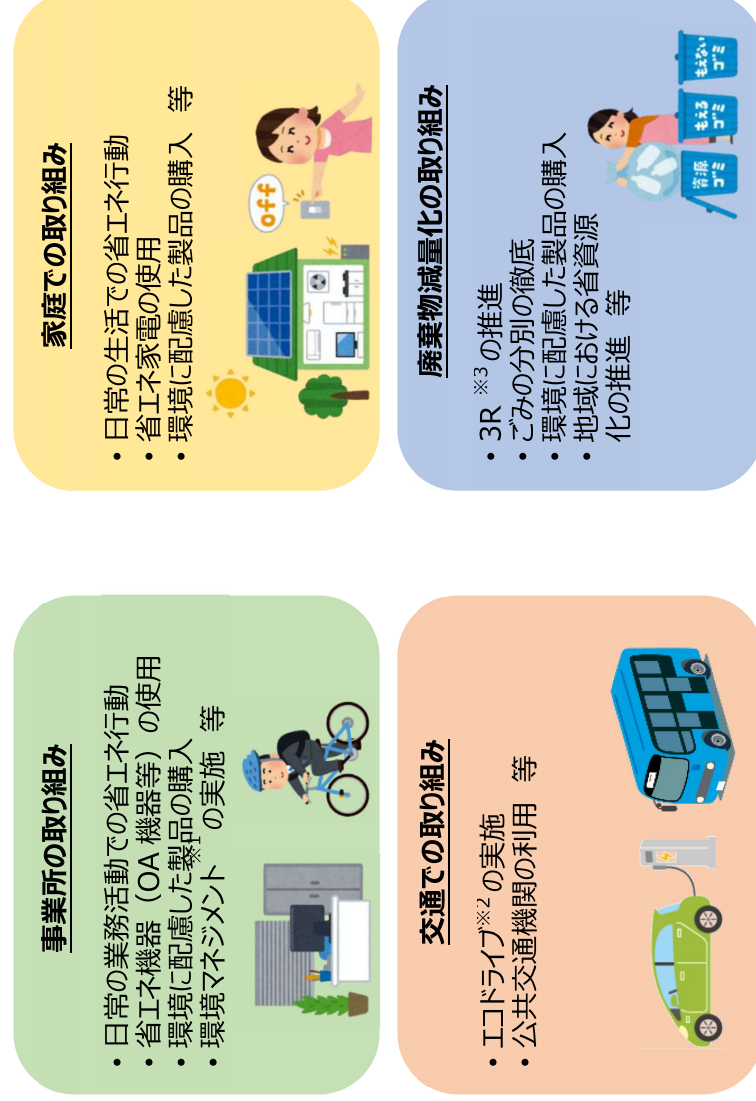 事業所の取り組み
・日常の業務活動での省エネ行動
・省エネ機器（OA 機器等）の使用
・環境に配慮した製品の購入
・環境マネジメント※1の実施 等
家庭での取り組み
・日常の生活での省エネ行動
・省エネ家電の使用
・環境に配慮した製品の購入 等
off
交通での取り組み
・エコドライブ※2の実施
・公共交通機関の利用 等
廃棄物減量化の取り組み
・3R ※3 の推進
・ごみの分別の徹底
・環境に配慮した製品の購入
・地域における省資源
化の推進 等
資源ゴミ
もえるゴミ
もえないゴミ